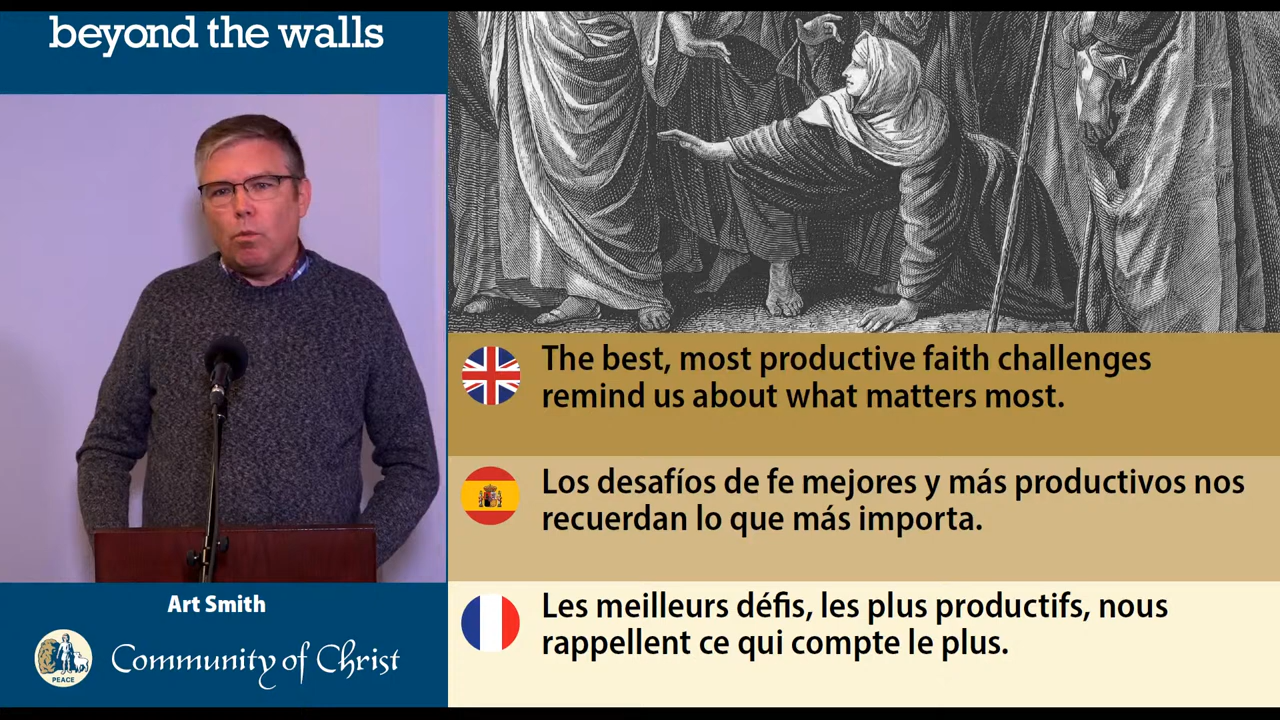 beyond the walls
The best, most productive faith challenges
remind us about what matters most.
Los desafíos de fe mejores y más productivos nos
recuerdan lo que más importa.
Les meilleurs défis, les plus productifs, nous
rappellent ce qui compte le plus.
Art Smith
PEACE
Community of Christ